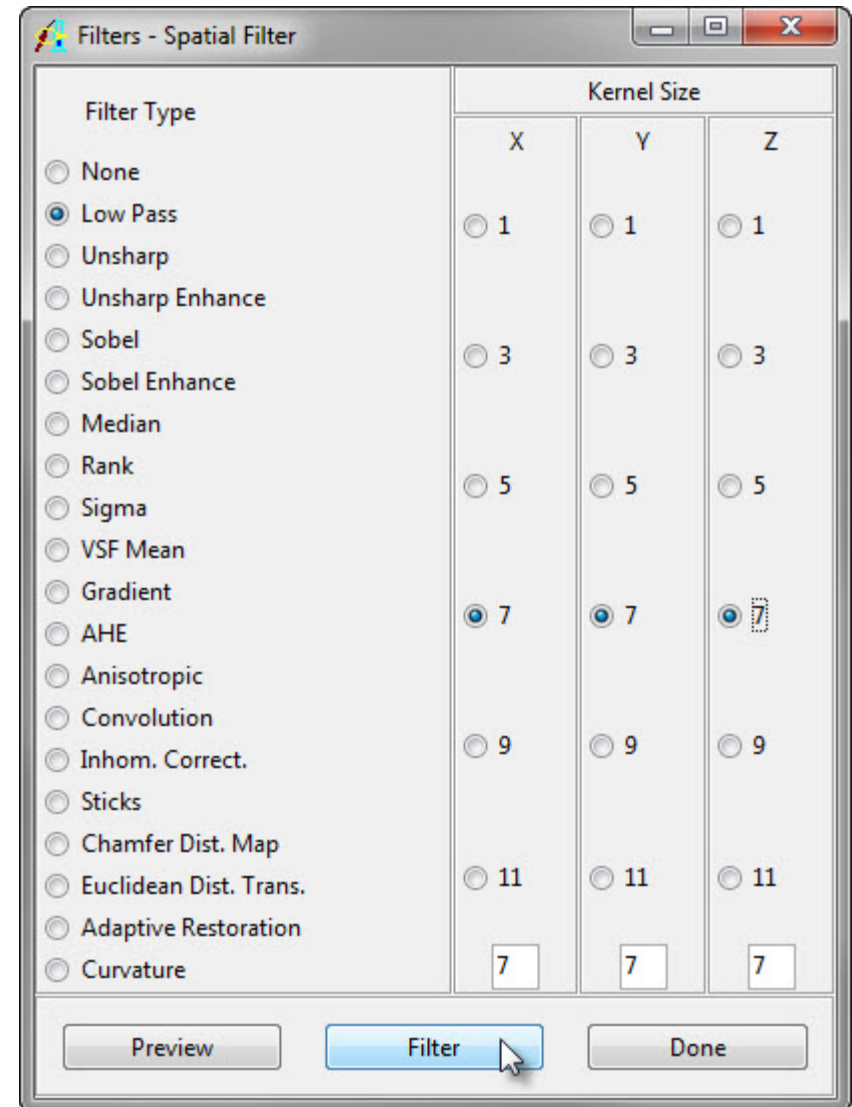 Filters - Spatial Filter
Filter Type
None
Low Pass
Unsharp
Unsharp Enhance
Sobel
Sobel Enhance
Median
Rank
Sigma
VSF Mean
Gradient
AHE
Anisotropic
Convolution
Inhom. Correct.
Sticks
Chamfer Dist. Map
Euclidean Dist. Trans.
Adaptive Restoration
Curvature
Kernel Size
X Y Z
1 1 1
3 3 3
5 5 5
7 7 7
9 9 9
11 11 11
7 7 7
Preview Filter Done